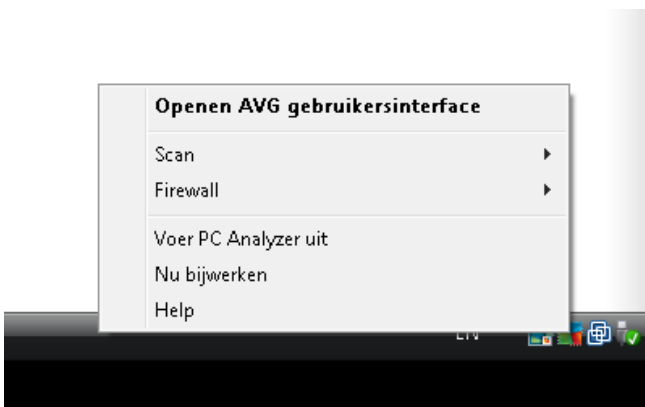 Openen AVG gebruikersinterface
Scan
Firewall
Voer PC Analyzer uit
Nu bijwerken
Help